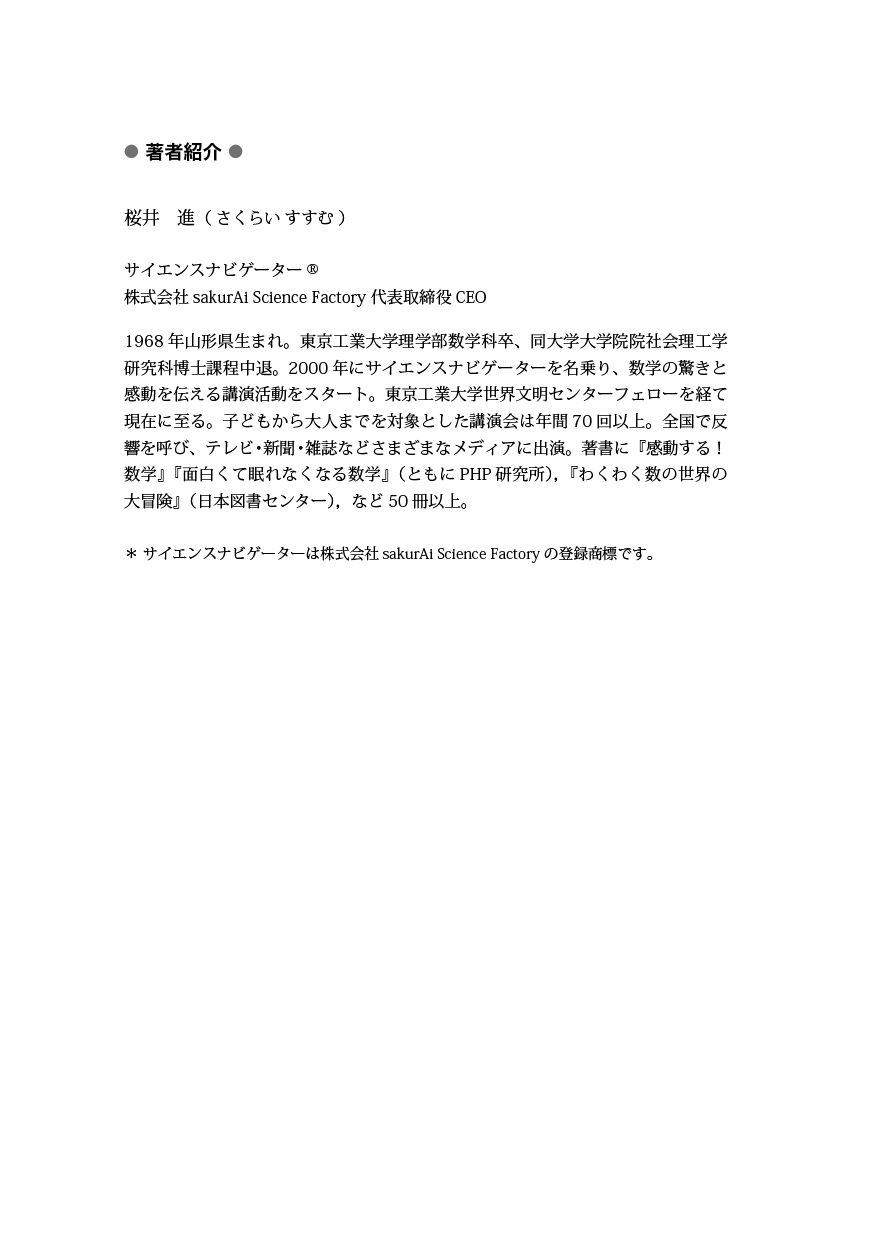 ● 著者紹介 ●
桜井　進（さくらい すすむ）
サイエンスナビゲーター ®
株式会社 sakurAi Science Factory 代表取締役 CEO
1968 年山形県生まれ。東京工業大学理学部数学科卒、同大学大学院院社会理工学
研究科博士課程中退。2000 年にサイエンスナビゲーターを名乗り、数学の驚きと
感動を伝える講演活動をスタート。東京工業大学世界文明センターフェローを経て
現在に至る。子どもから大人までを対象とした講演会は年間 70 回以上。全国で反
響を呼び、テレビ・新聞・雑誌などさまざまなメディアに出演。著書に『感動する！
数学』『面白くて眠れなくなる数学』（ともに PHP 研究所），『わくわく数の世界の
大冒険』（日本図書センター），など 50 冊以上。
＊ サイエンスナビゲーターは株式会社 sakurAi Science Factory の登録商標です。